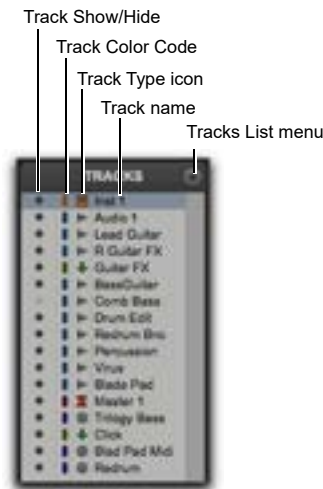 Track Show/Hide
Track Color Code
Track Type icon
Track name
Tracks List menu
TRACKS
Inst 1
Audio 1
Lead Guitar
R Guitar FX
Guitar FX
BassGuitar
Comb Bass
Drum Edit
Redrum Bnc
Percussion
Virus
Blade Pad
Master 1
Trilogy Bass
Click
Blad Pad Midi
Redrum